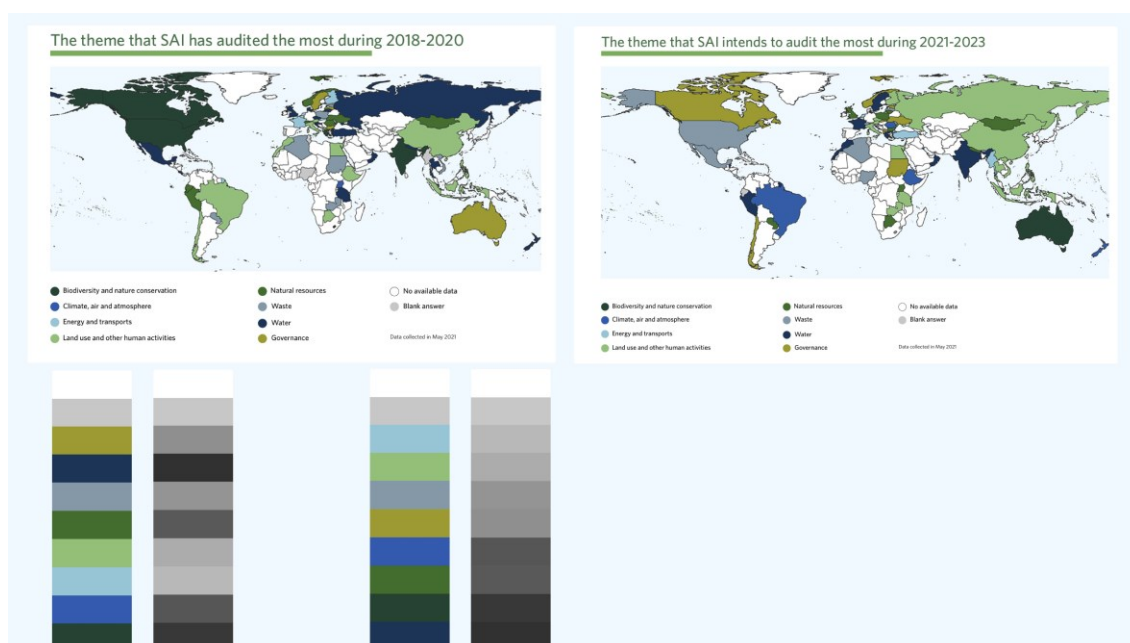 The theme that SAI has audited the most during 2018-2020
Biodiversity and nature conservation
Climate, air and atmosphere
Energy and transports
Land use and other human activities
Natural resources
Waste
Water
Governance
No available data
Blank answer
Data collected in May 2021
The theme that SAI intends to audit the most during 2021-2023
Biodiversity and nature conservation
Climate, air and atmosphere
Energy and transports
Land use and other human activities
Natural resources
Waste
Water
Governance
No available data
Blank answer
Data collected in May 2021